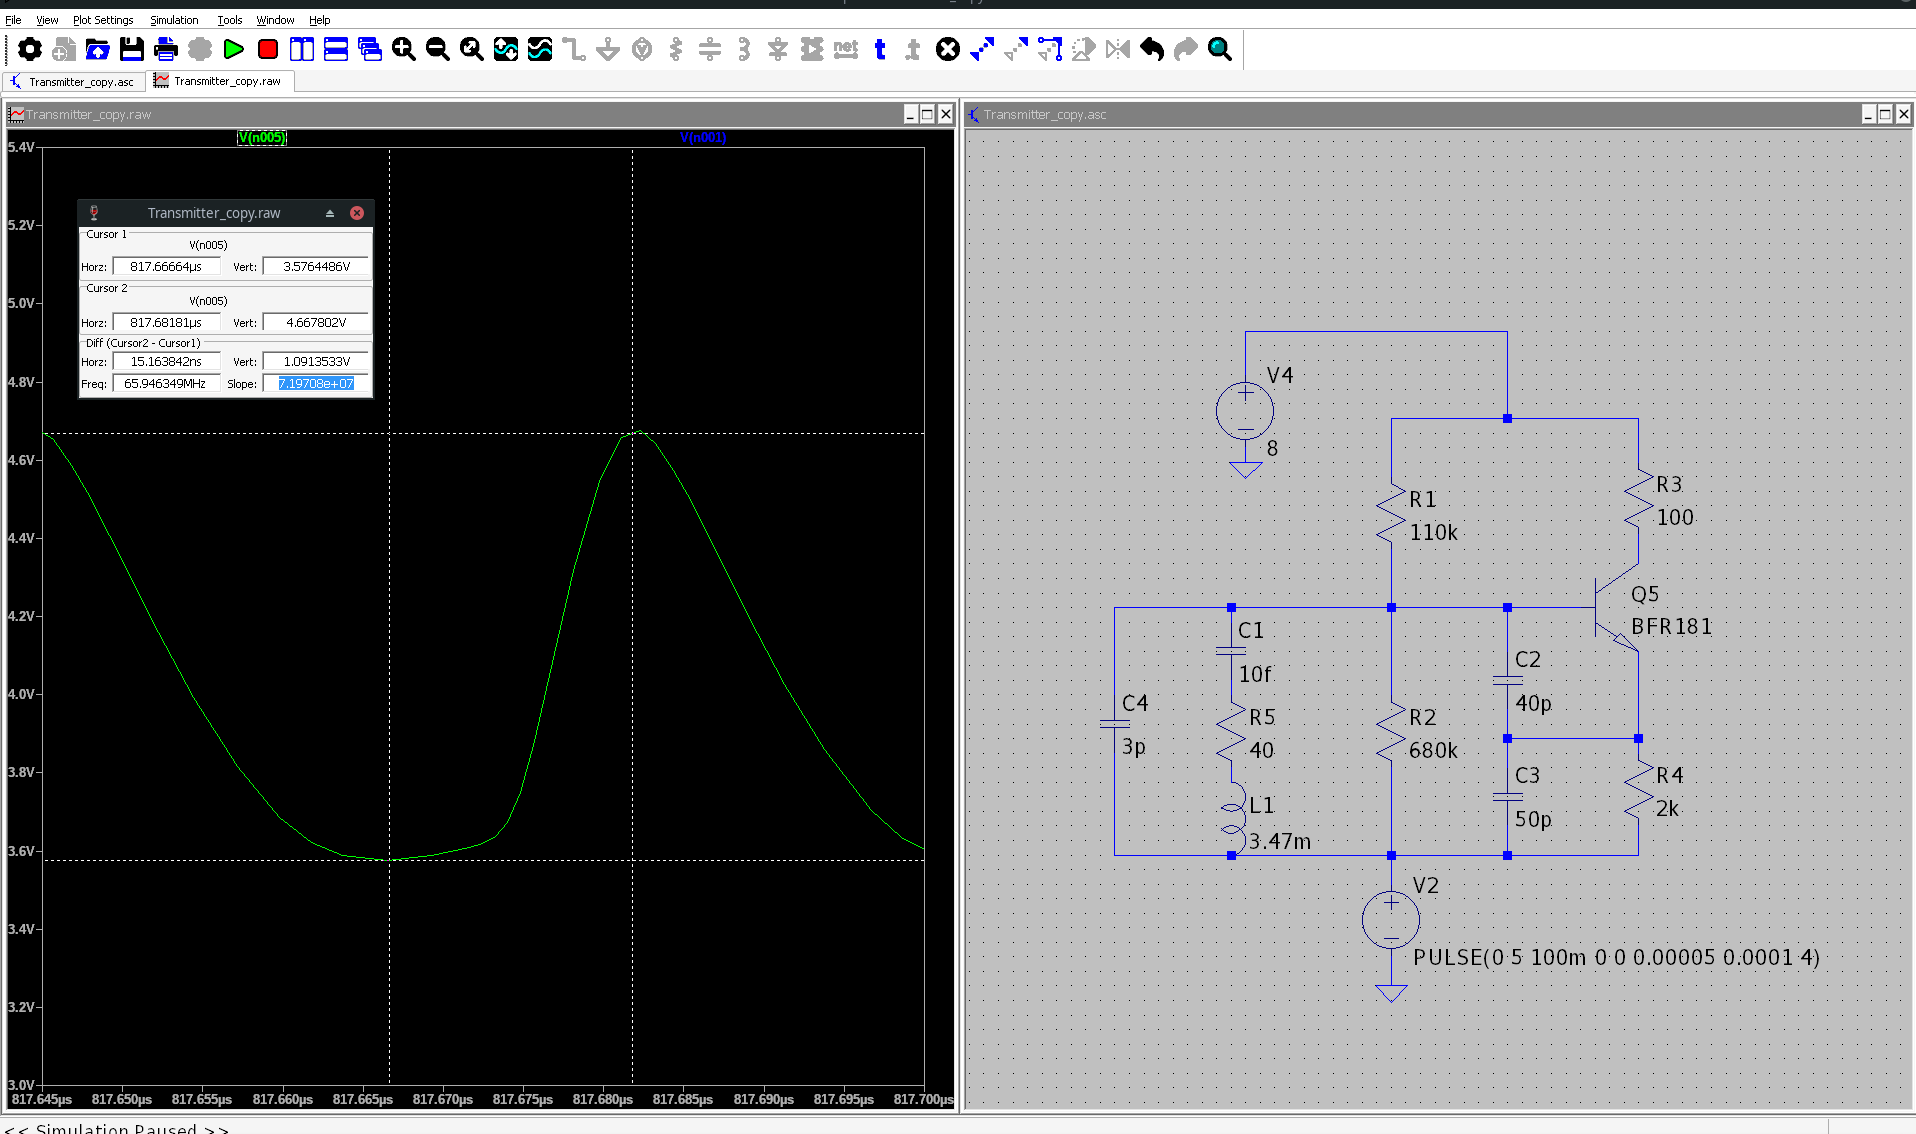 File View Plot Settings Simulation Tools Window Help
net
t
t
Transmitter_copy.asc
Transmitter_copy.raw
Transmitter_copy.raw
V(n005)
V(n001)
5.4V
5.2V
5.0V
4.8V
4.6V
4.4V
4.2V
4.0V
3.8V
3.6V
3.4V
3.2V
3.0V
817.645µs 817.650µs 817.655µs 817.660µs 817.665µs 817.670µs 817.675µs 817.680µs 817.685µs 817.690µs 817.695µs 817.700µs
Transmitter_copy.raw
Cursor 1
V(n005)
Horz: 817.66664µs Vert: 3.5764486V
Cursor 2
V(n005)
Horz: 817.68181µs Vert: 4.667802V
Diff (Cursor2 - Cursor1)
Horz: 15.163842ns Vert: 1.0913533V
Freq: 65.946349MHz Slope: 7.19708e+07
Transmitter_copy.asc
V4
8
R1
110k
R3
100
Q5
BFR181
C1
10f
C2
40p
C4
3p
R5
40
R2
680k
C3
50p
R4
2k
L1
3.47m
V2
PULSE(0 5 100m 0 0 0.00005 0.0001 4)
<< Simulation Paused >>